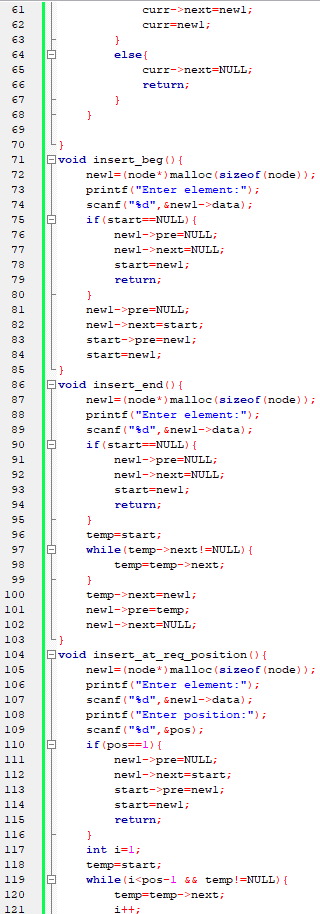 61 curr->next=new1;
62 curr=new1;
63 }
64 else{
65 curr->next=NULL;
66 return;
67 }
68 }
69
70 }
71 void insert_beg(){
72 new1=(node*)malloc(sizeof(node));
73 printf("Enter element:");
74 scanf("%d",&new1->data);
75 if(start==NULL){
76 new1->pre=NULL;
77 new1->next=NULL;
78 start=new1;
79 return;
80 }
81 new1->pre=NULL;
82 new1->next=start;
83 start->pre=new1;
84 start=new1;
85 }
86 void insert_end(){
87 new1=(node*)malloc(sizeof(node));
88 printf("Enter element:");
89 scanf("%d",&new1->data);
90 if(start==NULL){
91 new1->pre=NULL;
92 new1->next=NULL;
93 start=new1;
94 return;
95 }
96 temp=start;
97 while(temp->next!=NULL){
98 temp=temp->next;
99 }
100 temp->next=new1;
101 new1->pre=temp;
102 new1->next=NULL;
103 }
104 void insert_at_req_position(){
105 new1=(node*)malloc(sizeof(node));
106 printf("Enter element:");
107 scanf("%d",&new1->data);
108 printf("Enter position:");
109 scanf("%d",&pos);
110 if(pos==1){
111 new1->pre=NULL;
112 new1->next=start;
113 start->pre=new1;
114 start=new1;
115 return;
116 }
117 int i=1;
118 temp=start;
119 while(i<pos-1 && temp!=NULL){
120 temp=temp->next;
121 i++;